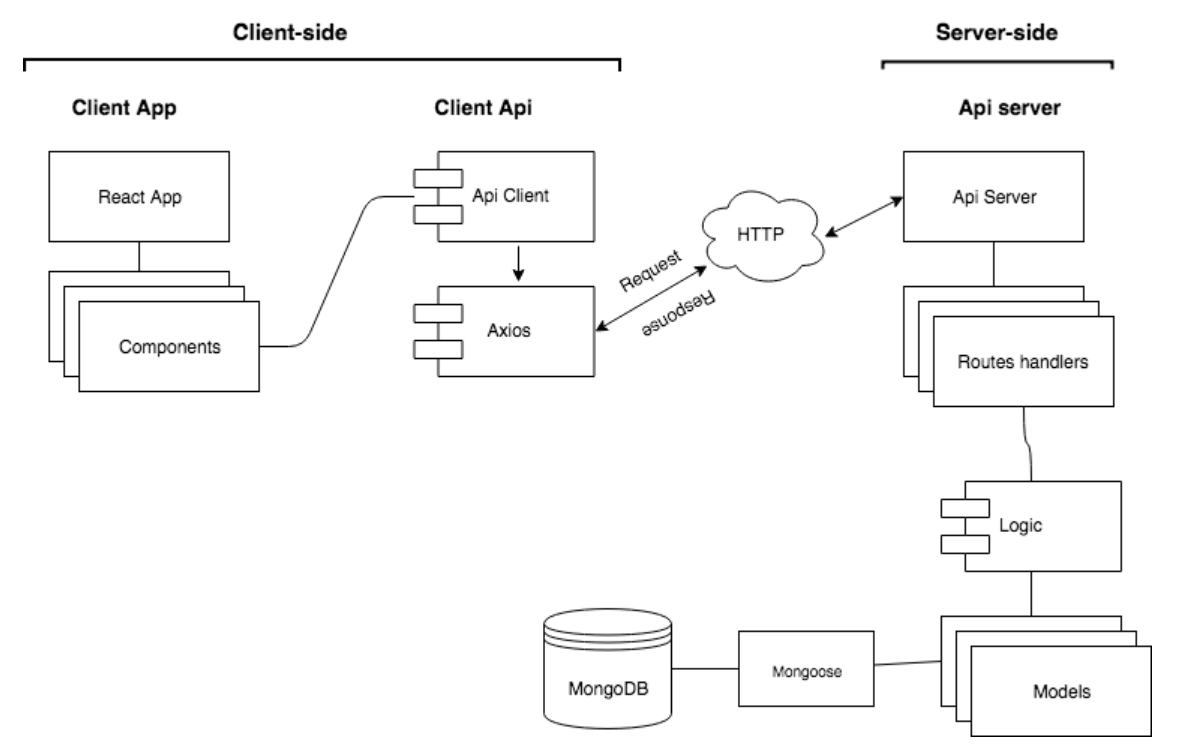 Client-side
Server-side
Client App
Client Api
Api server
React App
Api Client
HTTP
Api Server
Request
Response
Components
Axios
Routes handlers
Logic
MongoDB
Mongoose
Models